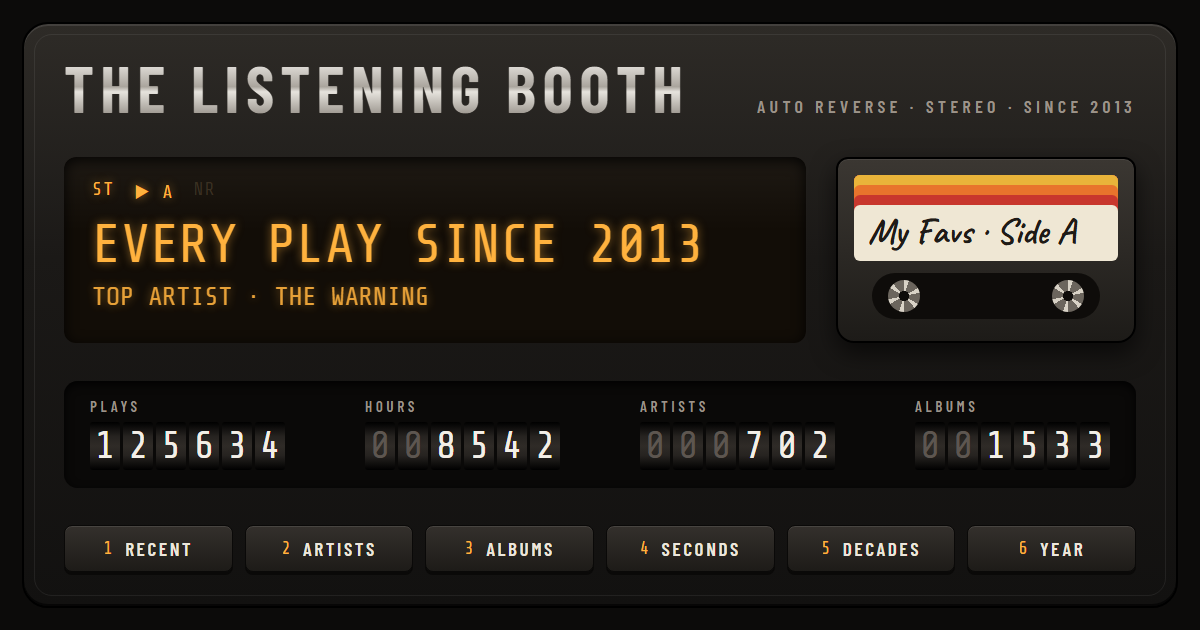 THE LISTENING BOOTH
AUTO REVERSE · STEREO · SINCE 2013
ST ▶ A NR
EVERY PLAY SINCE 2013
TOP ARTIST · THE WARNING
My Favs · Side A
PLAYS
125634
HOURS
008542
ARTISTS
000702
ALBUMS
001533
1 RECENT
2 ARTISTS
3 ALBUMS
4 SECONDS
5 DECADES
6 YEAR